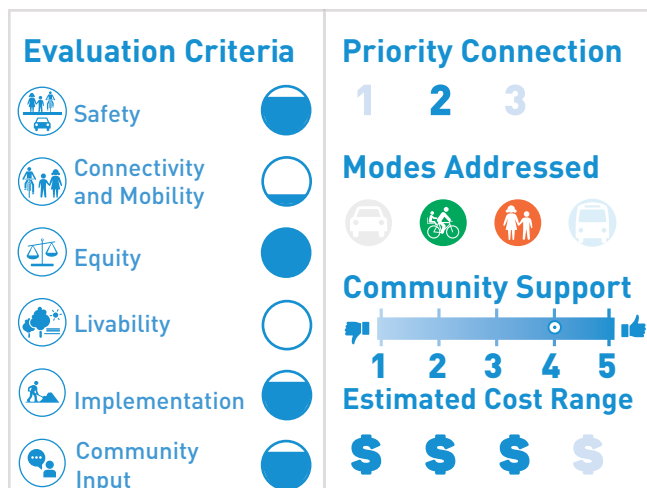 Evaluation Criteria
Safety
Connectivity
and Mobility
Equity
Livability
Implementation
Community
Input
Priority Connection
1 2 3
Modes Addressed
Community Support
1 2 3 4 5
Estimated Cost Range
$ $ $ $